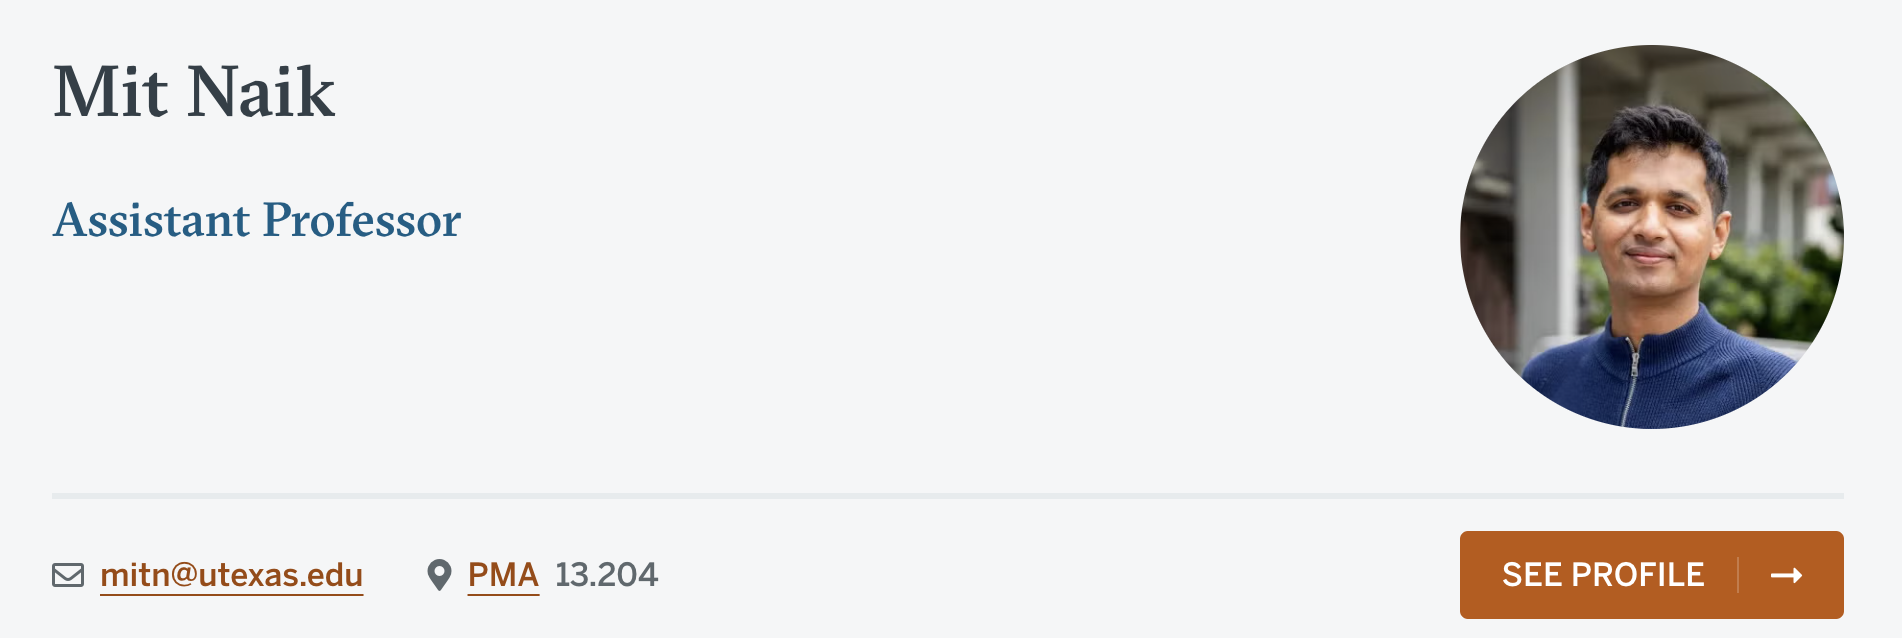 Mit Naik
Assistant Professor
mitn@utexas.edu PMA 13.204
SEE PROFILE